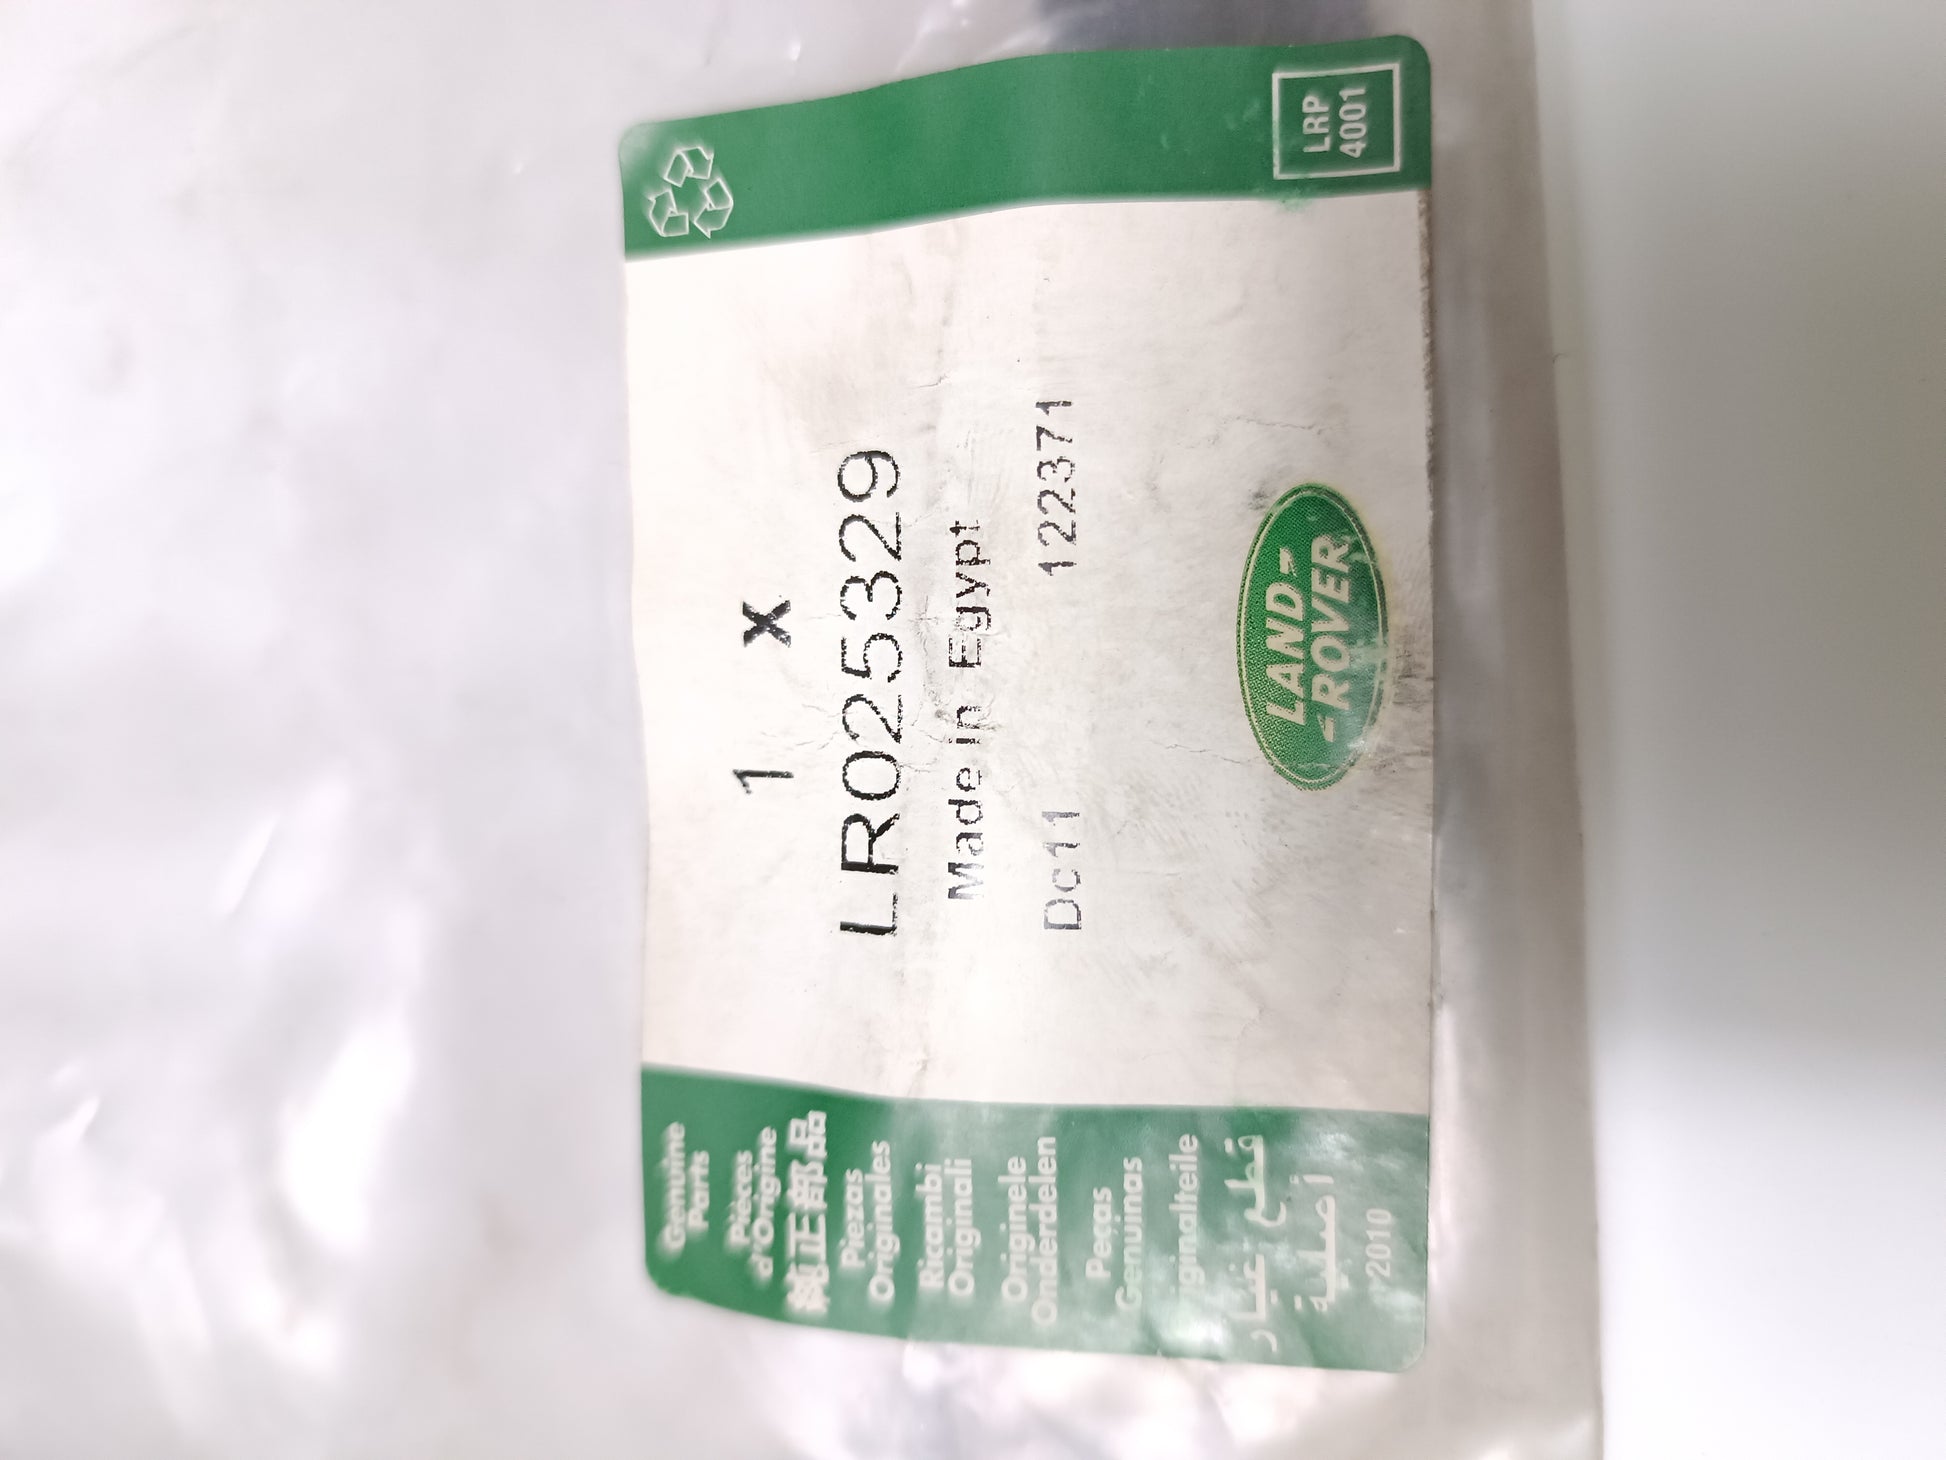 Genuine
Parts
Pièces
d'Origine
純正部品
Piezas
Originales
Ricambi
Originali
Originele
Onderdelen
Peças
Genuinas
Originalteile
قطع غيار
أصلية
2010
1 x
LR025329
Made in Egypt
Dc11 122371
LAND
ROVER
LRP
4001